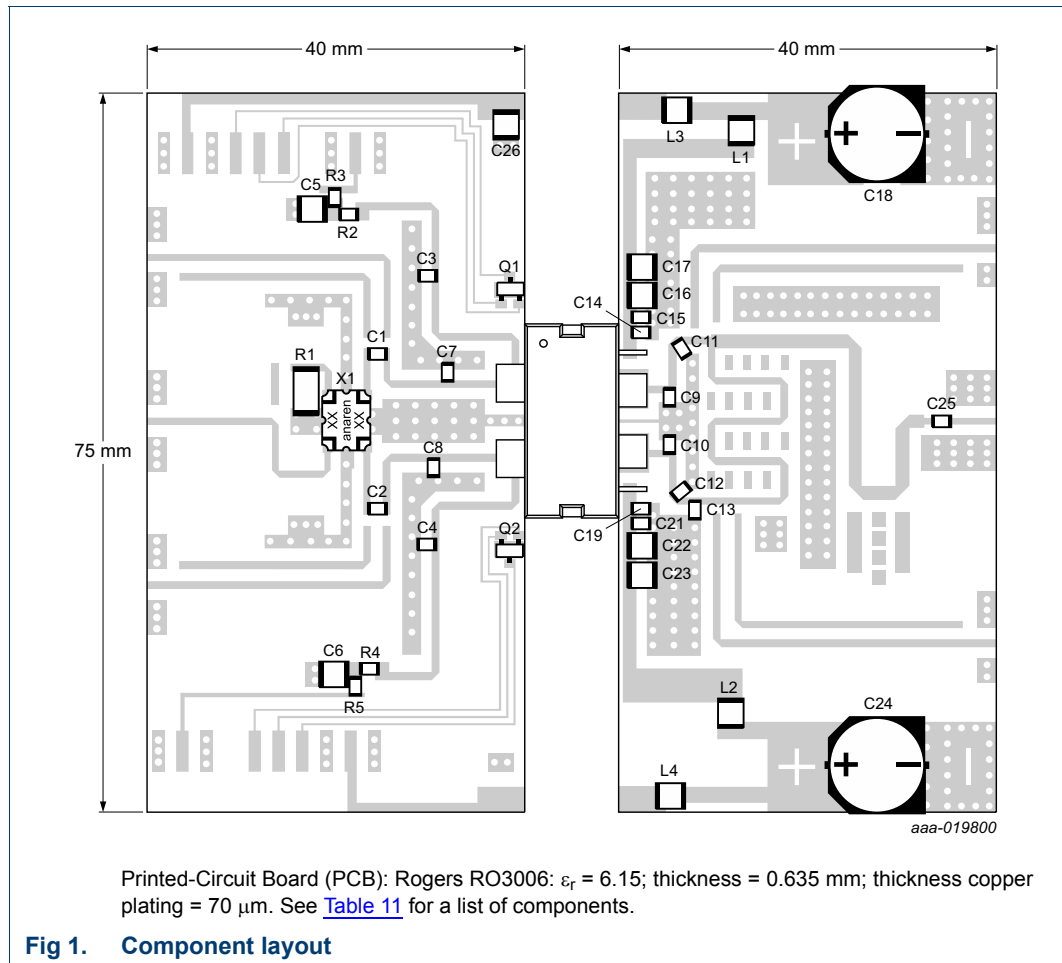 40 mm
40 mm
75 mm
C26
L3
L1
+
−
C18
R3
C5
R2
C3
Q1
C17
C16
C14
C15
C1
C11
R1
X1
C7
XX
anaren
XX
C9
C25
C8
C10
C2
C12
C13
C4
Q2
C19
C21
C22
C23
C6
R4
R5
L2
C24
+
−
L4
aaa-019800
Printed-Circuit Board (PCB): Rogers RO3006: εr = 6.15; thickness = 0.635 mm; thickness copper
plating = 70 μm. See Table 11 for a list of components.
Fig 1. Component layout